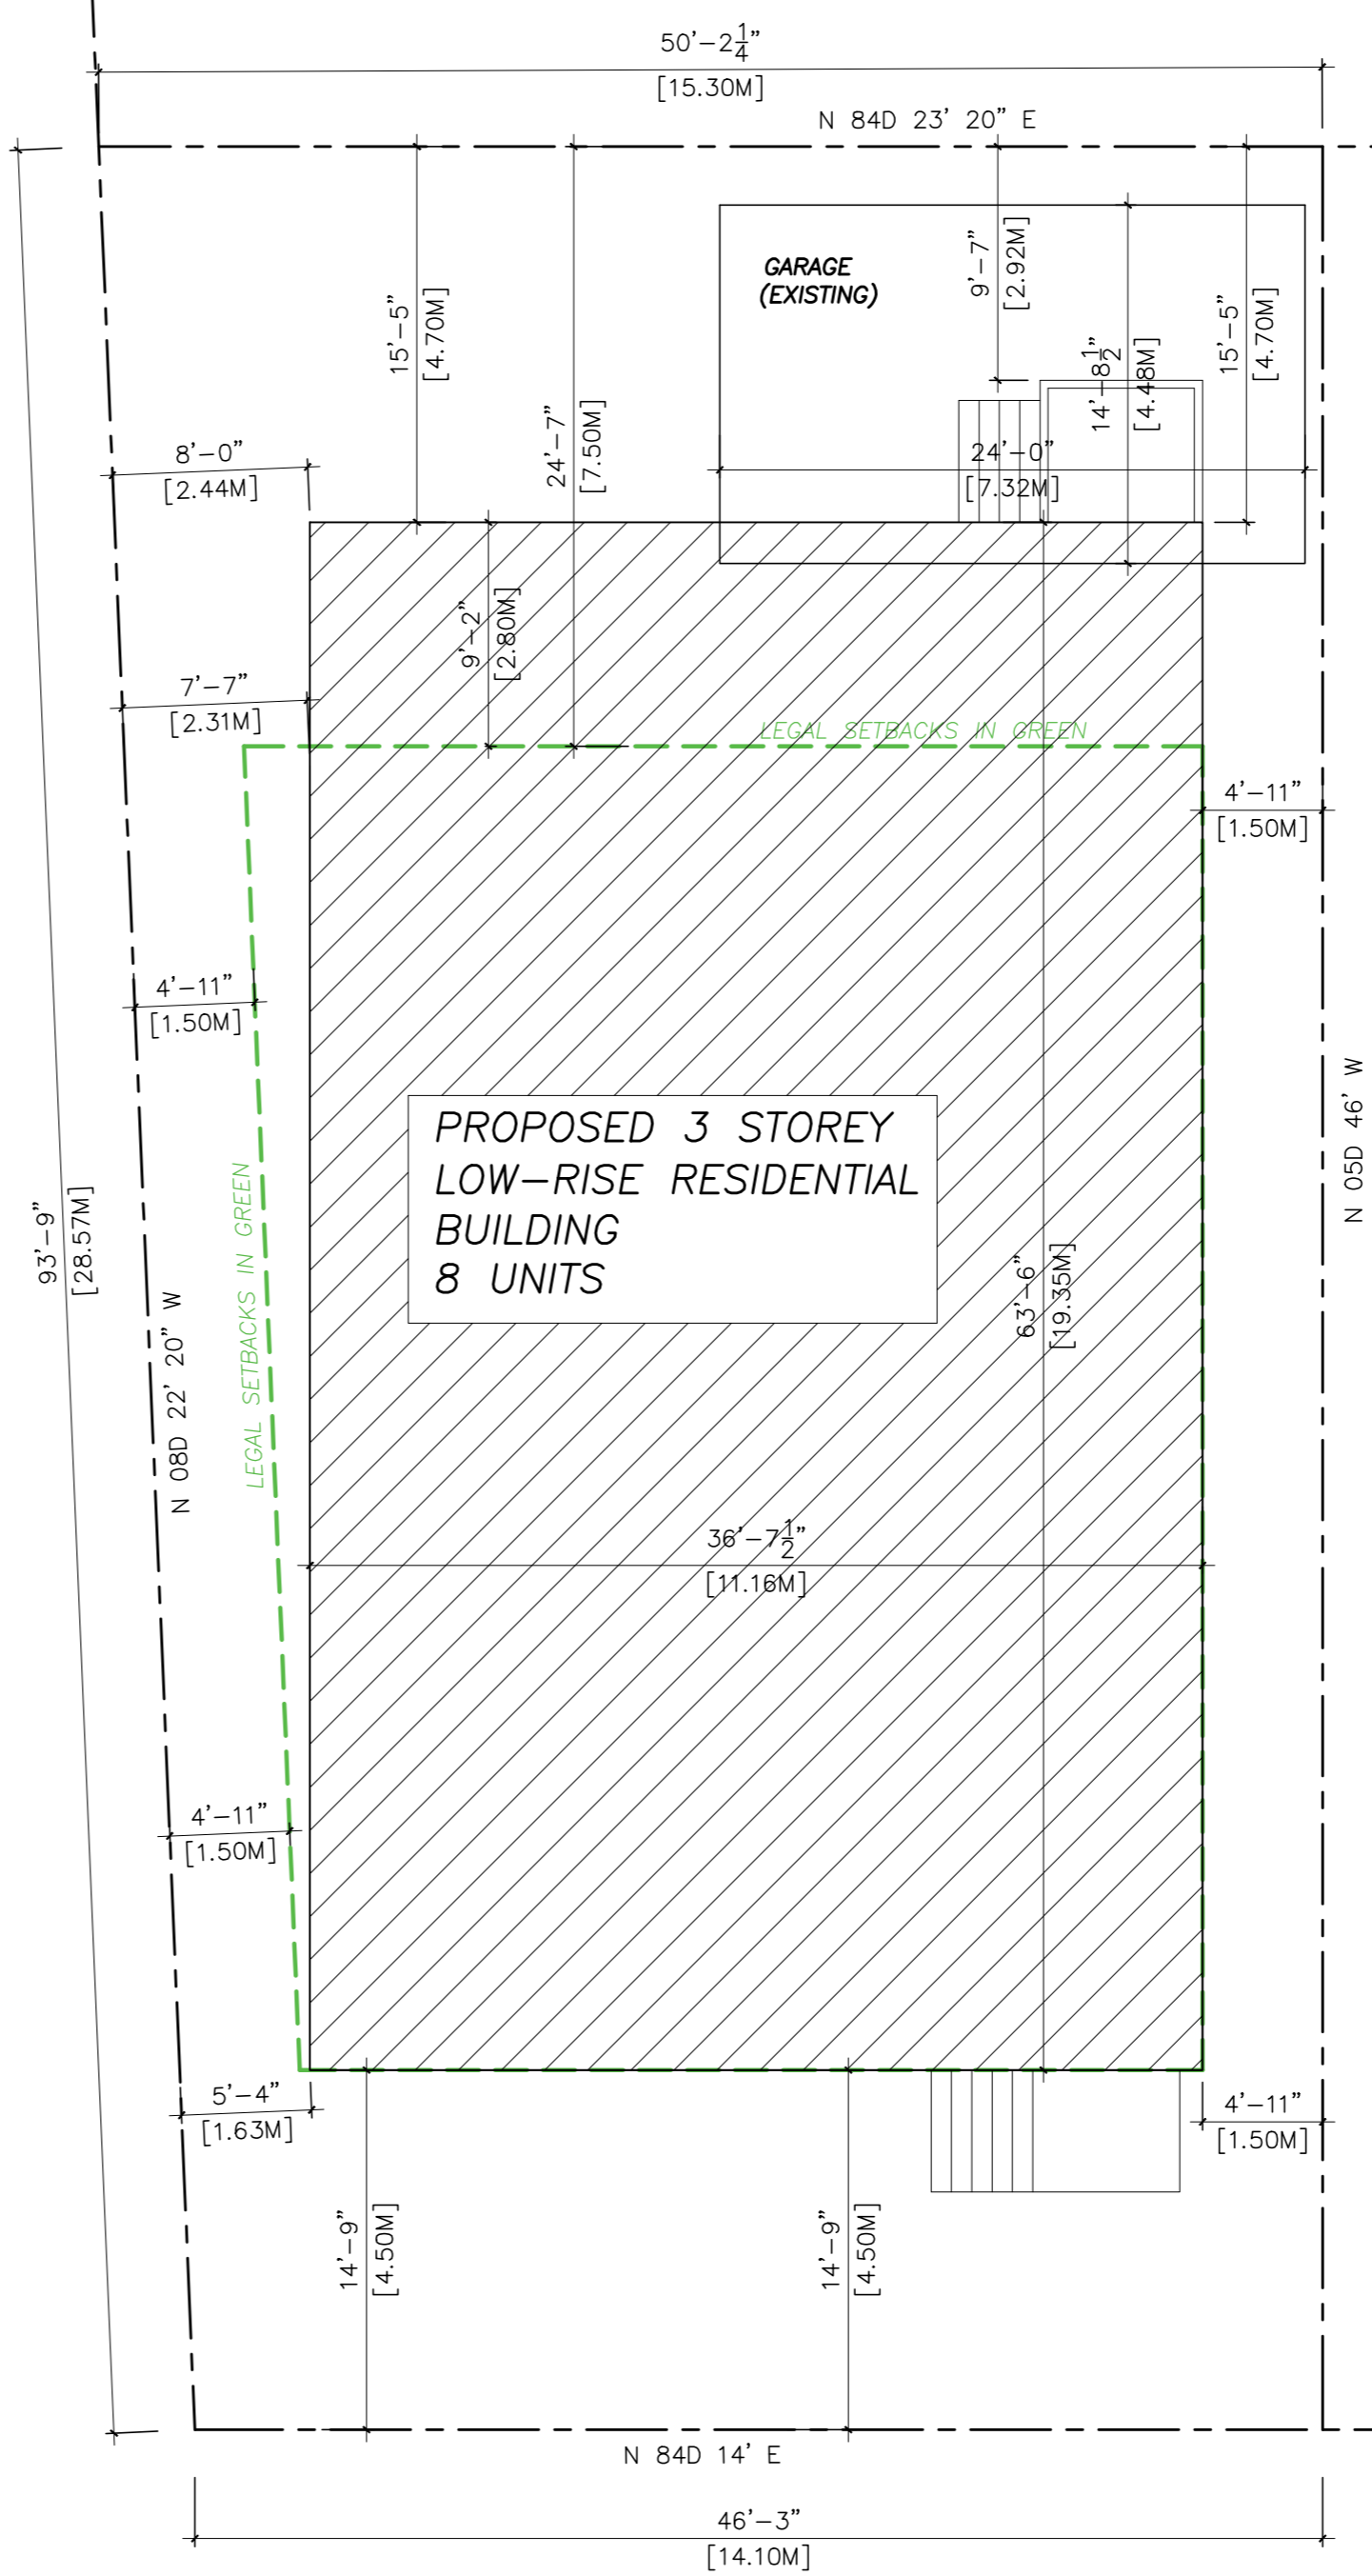 50'-2 1/4"
[15.30M]
N 84D 23' 20" E
GARAGE
(EXISTING)
9'-7"
[2.92M]
15'-5"
[4.70M]
14'-8 1/2"
[4.48M]
15'-5"
[4.70M]
24'-7"
[7.50M]
8'-0"
[2.44M]
24'-0"
[7.32M]
9'-2"
[2.80M]
7'-7"
[2.31M]
LEGAL SETBACKS IN GREEN
4'-11"
[1.50M]
4'-11"
[1.50M]
N 05D 46' W
PROPOSED 3 STOREY
LOW-RISE RESIDENTIAL
BUILDING
8 UNITS
93'-9"
[28.57M]
LEGAL SETBACKS IN GREEN
N 08D 22' 20" W
63'-6"
[19.35M]
36'-7 1/2"
[11.16M]
4'-11"
[1.50M]
5'-4"
[1.63M]
4'-11"
[1.50M]
14'-9"
[4.50M]
14'-9"
[4.50M]
N 84D 14' E
46'-3"
[14.10M]